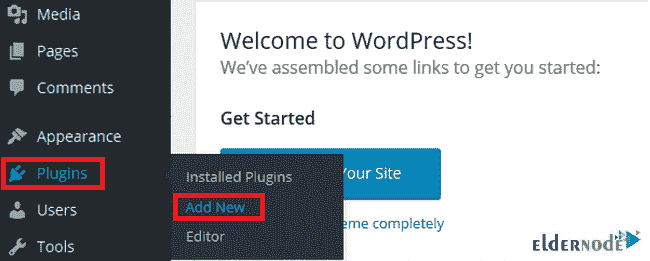 Media
Pages
Comments
Appearance
Plugins
Users
Tools
Installed Plugins
Add New
Editor
Welcome to WordPress!
We've assembled some links to get you started:
Get Started
Your Site
eme completely
eldernode